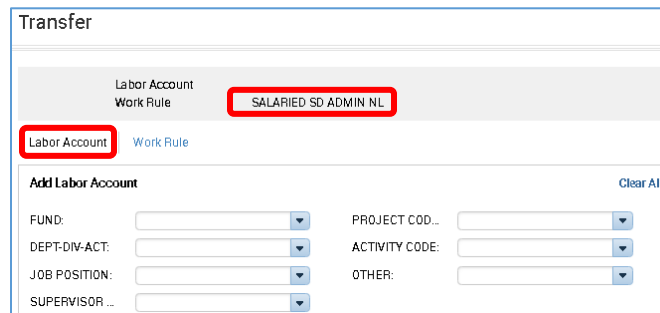 Transfer
Labor Account
Work Rule SALARIED SD ADMIN NL
Labor Account Work Rule
Add Labor Account Clear Al
FUND: PROJECT COD...
DEPT-DIV-ACT: ACTIVITY CODE:
JOB POSITION: OTHER:
SUPERVISOR ...